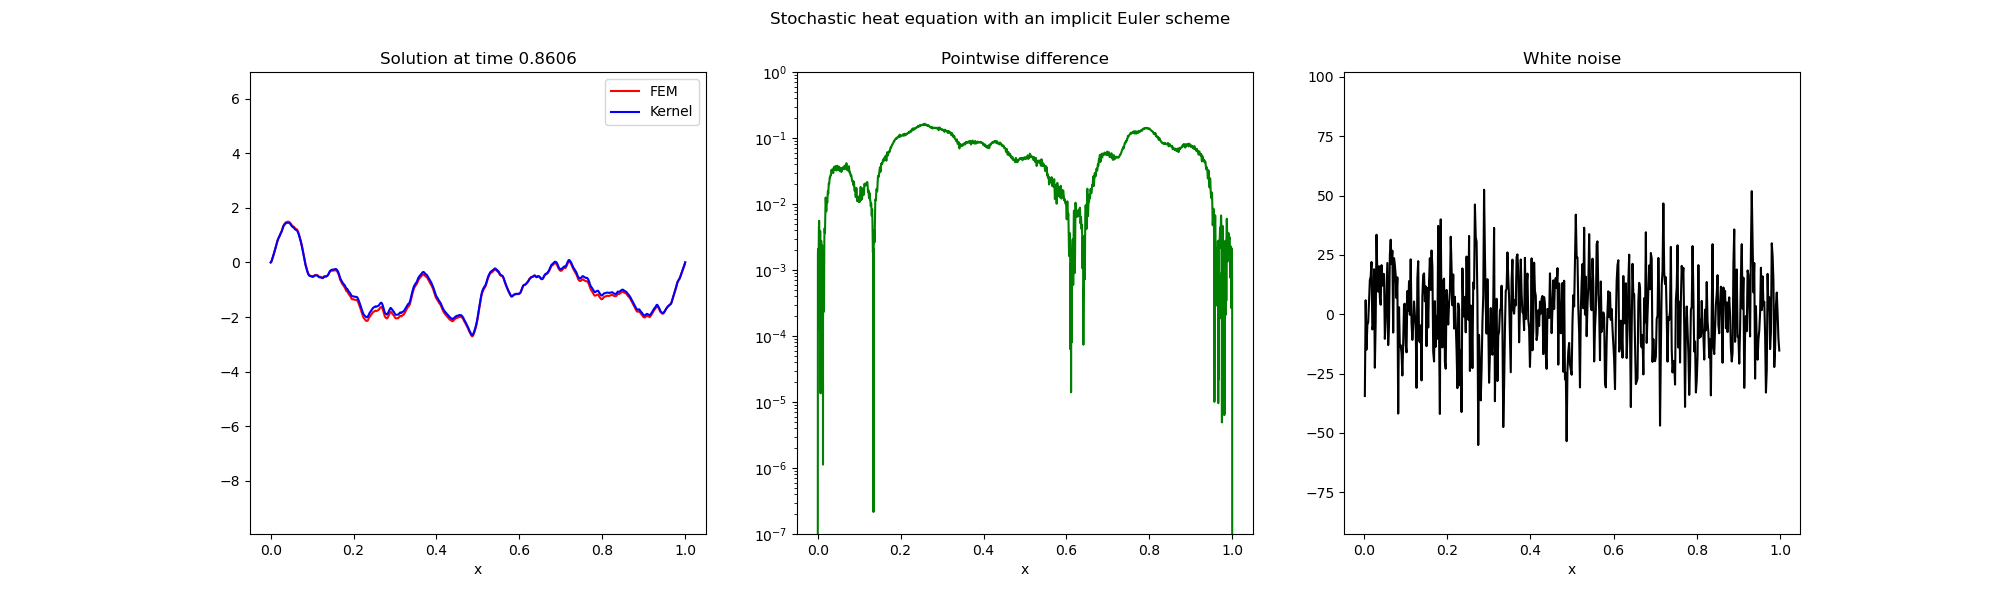 Stochastic heat equation with an implicit Euler scheme
Solution at time 0.8606
6
4
2
0
−2
−4
−6
−8
0.0 0.2 0.4 0.6 0.8 1.0
x
FEM
Kernel
Pointwise difference
10⁰
10⁻¹
10⁻²
10⁻³
10⁻⁴
10⁻⁵
10⁻⁶
10⁻⁷
0.0 0.2 0.4 0.6 0.8 1.0
x
White noise
100
75
50
25
0
−25
−50
−75
0.0 0.2 0.4 0.6 0.8 1.0
x